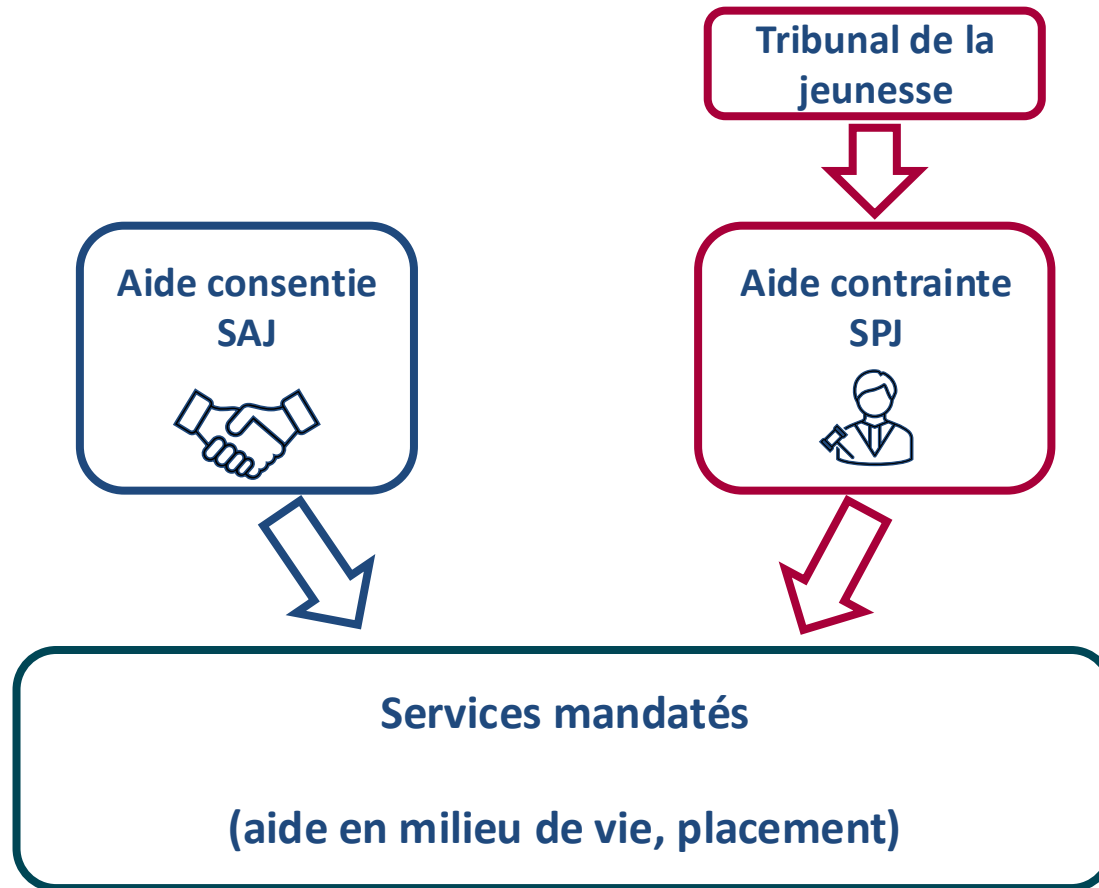 Tribunal de la
jeunesse
Aide consentie
SAJ
Aide contrainte
SPJ
Services mandatés
(aide en milieu de vie, placement)